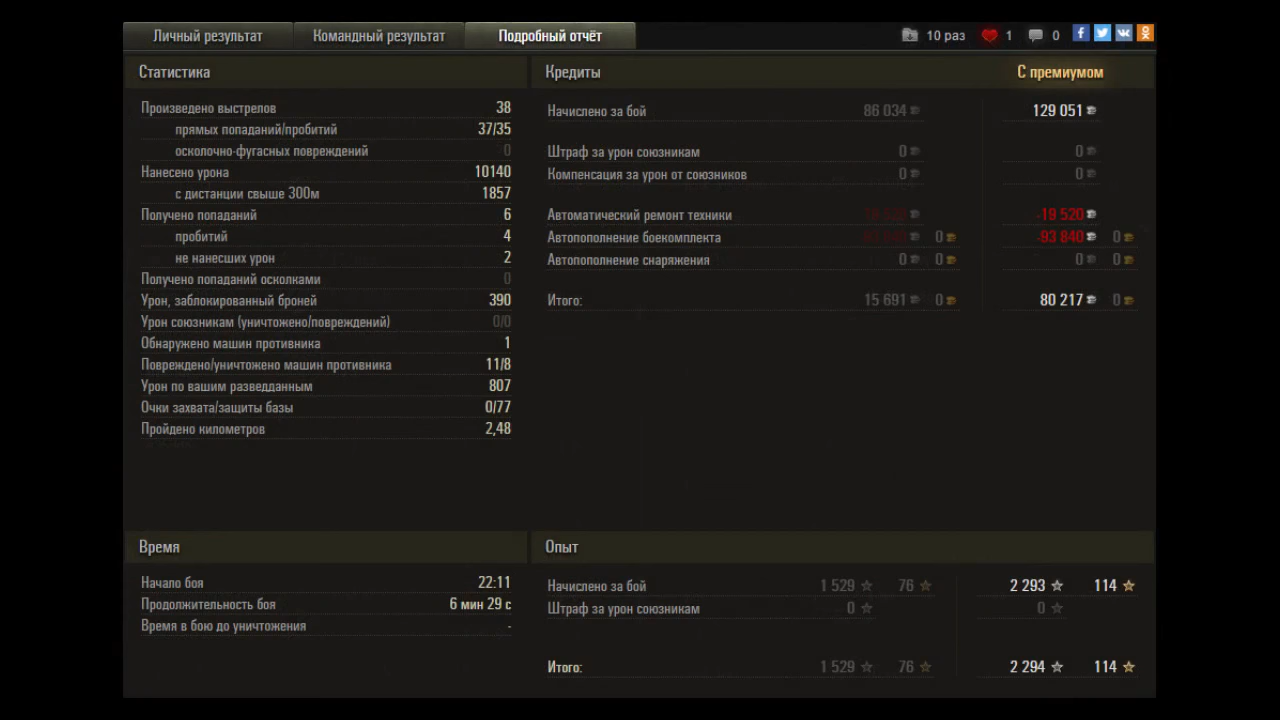 Личный результат Командный результат Подробный отчёт 10 раз 1 0
Статистика
Произведено выстрелов 38
прямых попаданий/пробитий 37/35
осколочно-фугасных повреждений 0
Нанесено урона 10140
с дистанции свыше 300м 1857
Получено попаданий 6
пробитий 4
не нанесших урон 2
Получено попаданий осколками 0
Урон, заблокированный броней 390
Урон союзникам (уничтожено/повреждений) 0/0
Обнаружено машин противника 1
Повреждено/уничтожено машин противника 11/8
Урон по вашим разведданным 807
Очки захвата/защиты базы 0/77
Пройдено километров 2,48
Кредиты С премиумом
Начислено за бой 86 034 129 051
Штраф за урон союзникам 0 0
Компенсация за урон от союзников 0 0
Автоматический ремонт техники -19 520
Автопополнение боекомплекта 0 -93 840 0
Автопополнение снаряжения 0 0 0 0
Итого: 15 691 0 80 217 0
Время
Начало боя 22:11
Продолжительность боя 6 мин 29 с
Время в бою до уничтожения -
Опыт
Начислено за бой 1 529 76 2 293 114
Штраф за урон союзникам 0 0
Итого: 1 529 76 2 294 114